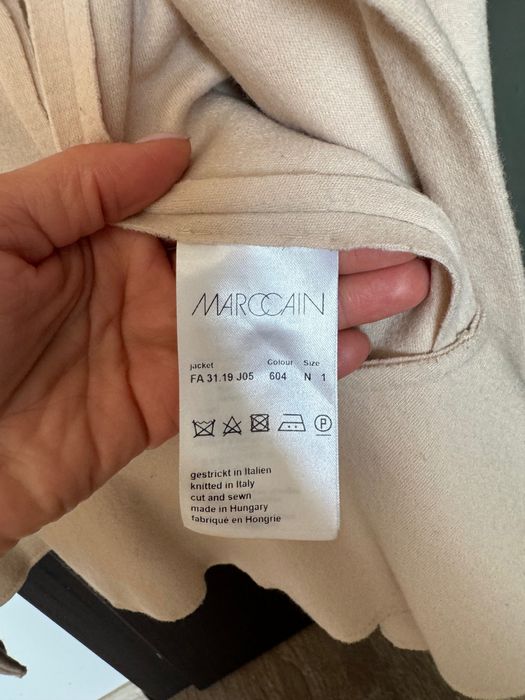 MARCCAIN
jacket Colour Size
FA 31.19 J05 604 N 1
P
gestrickt in Italien
knitted in Italy
cut and sewn
made in Hungary
fabriqué en Hongrie